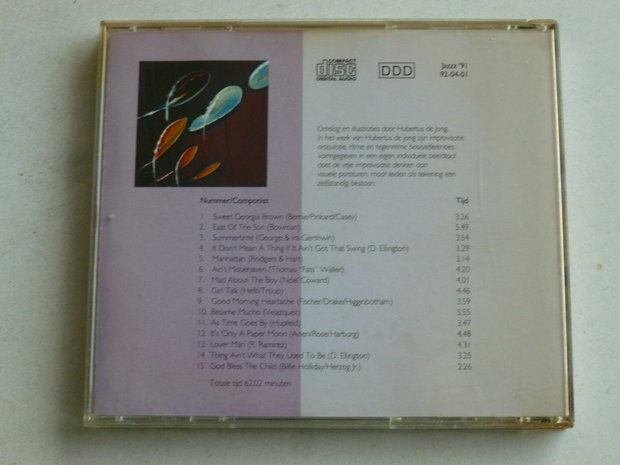 COMPACT
disc
DIGITAL AUDIO
DDD
Jazzz '91
92-04-01
Omslag en illustraties door Hubertus de Jong.
In het werk van Hubertus de Jong zijn improvisatie,
articulatie, ritme en tegenritme basisreferenties.
Vormgegeven in een eigen individuele beeldtaal
doet de vrije improvisatie denken aan
visuele partituren, maar leiden als tekening een
zelfstandig bestaan.
Nummer/Componist Tijd
1. Sweet Georgia Brown (Bernie/Pinkard/Casey) 3.26
2. East Of The Sun (Bowman) 5.49
3. Summertime (George & Ira Gershwin) 3.54
4. It Don't Mean A Thing If It Ain't Got That Swing (D. Ellington) 3.29
5. Manhattan (Rodgers & Hart) 3.14
6. Ain't Misbehaven (Thomas "Fats" Waller) 4.20
7. Mad About The Boy (Noël Coward) 4.01
8. Girl Talk (Hefti/Troup) 4.46
9. Good Morning Heartache (Fischer/Drake/Higginbotham) 3.59
10. Besame Mucho (Velazquez) 5.55
11. As Time Goes By (Hupfeld) 3.47
12. It's Only A Paper Moon (Arlen/Rose/Harburg) 4.48
13. Lover Man (R. Ramirez) 4.31
14. Thing Ain't What They Used To Be (D. Ellington) 3.25
15 God Bless The Child (Billie Holliday/Herzog Jr.) 2.26
Totale tijd 62.02 minuten